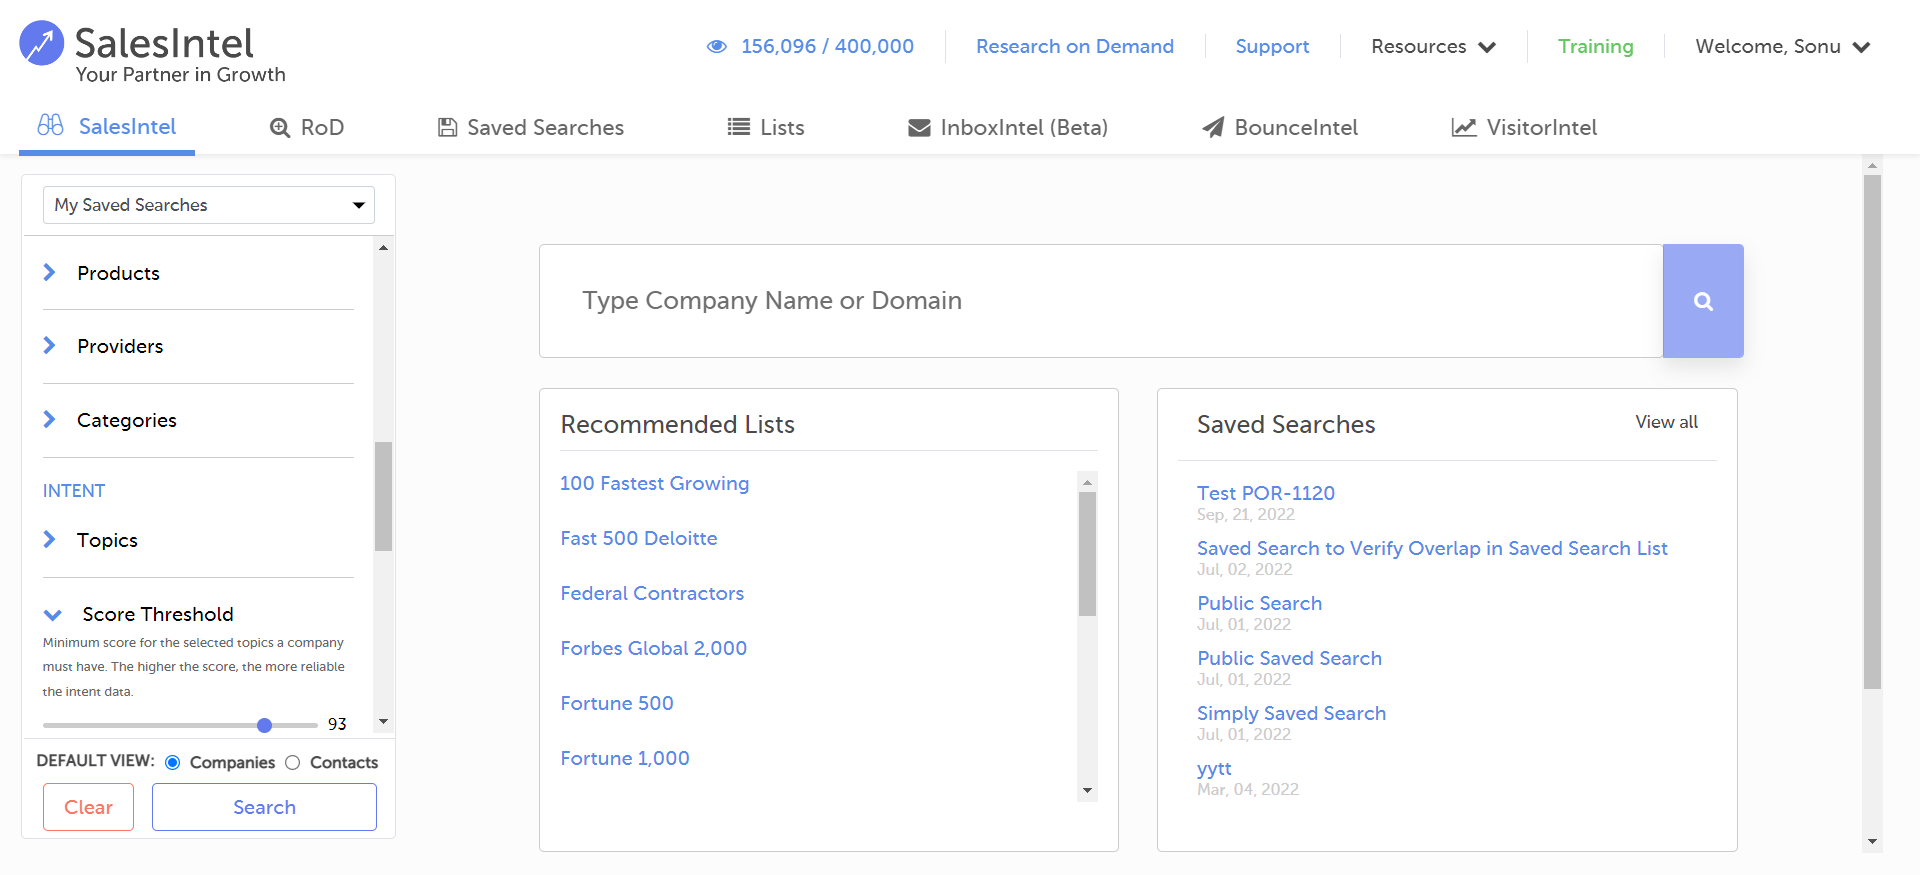 SalesIntel
Your Partner in Growth
156,096 / 400,000
Research on Demand
Support
Resources
Training
Welcome, Sonu
SalesIntel
RoD
Saved Searches
Lists
InboxIntel (Beta)
BounceIntel
VisitorIntel
My Saved Searches
Products
Providers
Categories
INTENT
Topics
Score Threshold
Minimum score for the selected topics a company
must have. The higher the score, the more reliable
the intent data.
93
DEFAULT VIEW: Companies Contacts
Clear
Search
Type Company Name or Domain
Recommended Lists
100 Fastest Growing
Fast 500 Deloitte
Federal Contractors
Forbes Global 2,000
Fortune 500
Fortune 1,000
Saved Searches
View all
Test POR-1120
Sep, 21, 2022
Saved Search to Verify Overlap in Saved Search List
Jul, 02, 2022
Public Search
Jul, 01, 2022
Public Saved Search
Jul, 01, 2022
Simply Saved Search
Jul, 01, 2022
yytt
Mar, 04, 2022